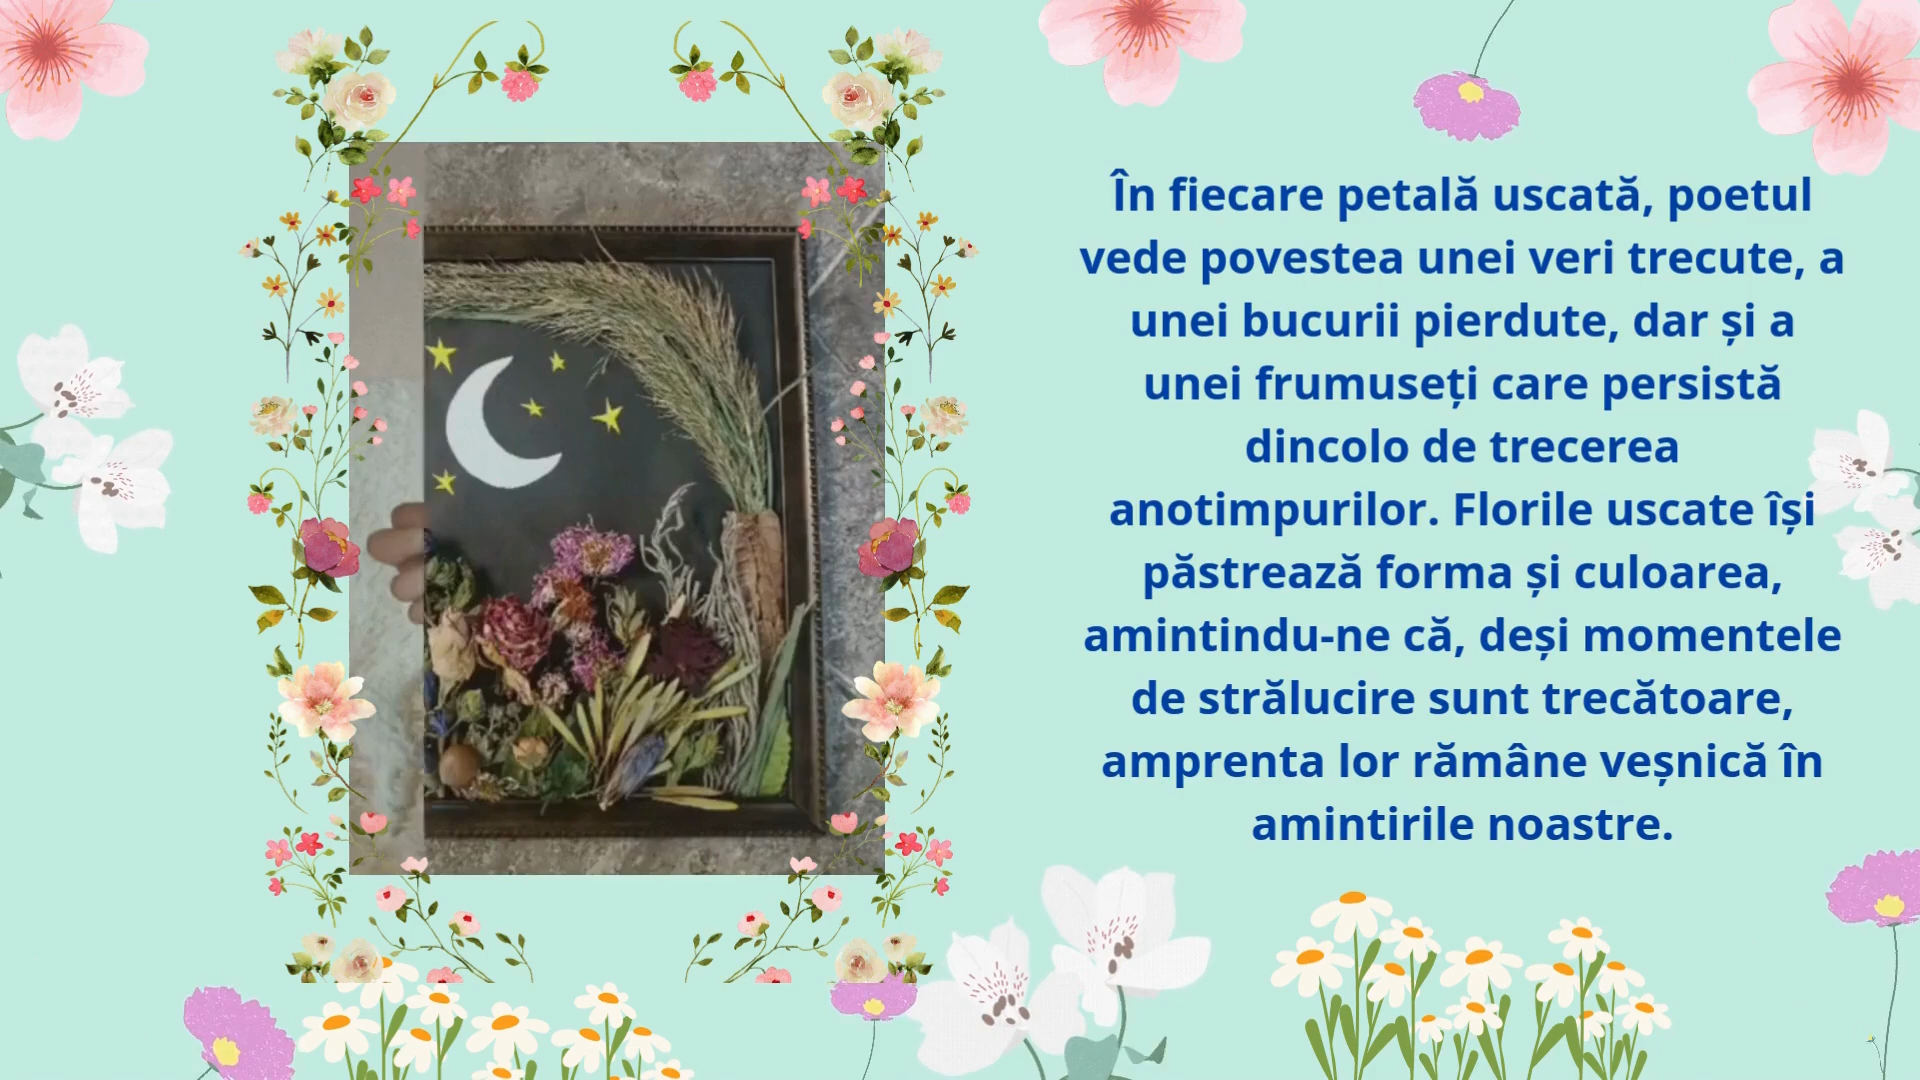 În fiecare petală uscată, poetul
vede povestea unei veri trecute, a
unei bucurii pierdute, dar și a
unei frumuseți care persistă
dincolo de trecerea
anotimpurilor. Florile uscate își
păstrează forma și culoarea,
amintindu-ne că, deși momentele
de strălucire sunt trecătoare,
amprenta lor rămâne veșnică în
amintirile noastre.